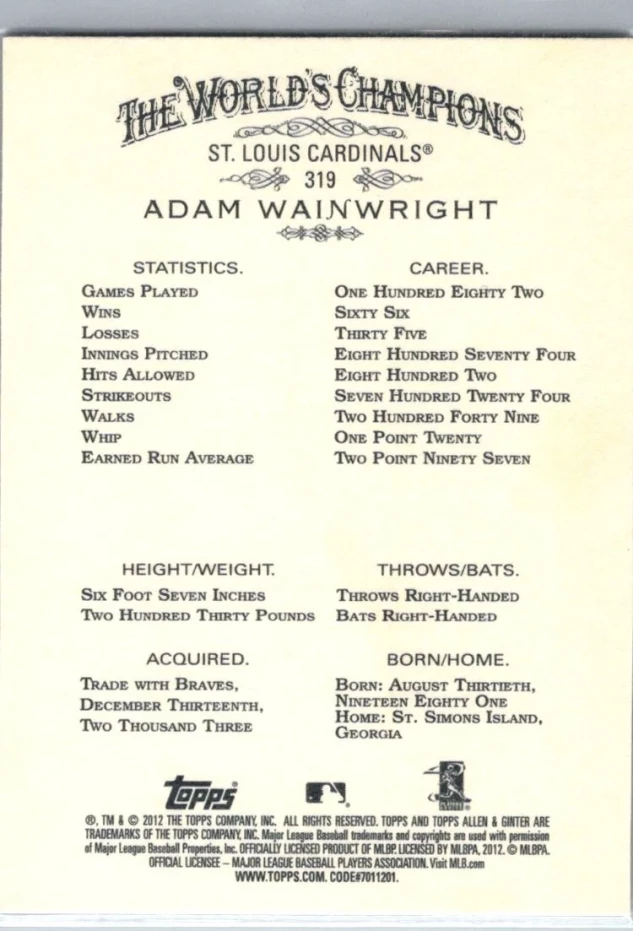 THE WORLD'S CHAMPIONS
ST. LOUIS CARDINALS®
319
ADAM WAINWRIGHT
STATISTICS. CAREER.
GAMES PLAYED ONE HUNDRED EIGHTY TWO
WINS SIXTY SIX
LOSSES THIRTY FIVE
INNINGS PITCHED EIGHT HUNDRED SEVENTY FOUR
HITS ALLOWED EIGHT HUNDRED TWO
STRIKEOUTS SEVEN HUNDRED TWENTY FOUR
WALKS TWO HUNDRED FORTY NINE
WHIP ONE POINT TWENTY
EARNED RUN AVERAGE TWO POINT NINETY SEVEN
HEIGHT/WEIGHT.
SIX FOOT SEVEN INCHES
TWO HUNDRED THIRTY POUNDS
THROWS/BATS.
THROWS RIGHT-HANDED
BATS RIGHT-HANDED
ACQUIRED.
TRADE WITH BRAVES,
DECEMBER THIRTEENTH,
TWO THOUSAND THREE
BORN/HOME.
BORN: AUGUST THIRTIETH,
NINETEEN EIGHTY ONE
HOME: ST. SIMONS ISLAND,
GEORGIA
Topps®
®, TM & © 2012 THE TOPPS COMPANY, INC. ALL RIGHTS RESERVED. TOPPS AND TOPPS ALLEN & GINTER ARE
TRADEMARKS OF THE TOPPS COMPANY, INC. Major League Baseball trademarks and copyrights are used with permission
of Major League Baseball Properties, Inc. OFFICIALLY LICENSED PRODUCT OF MLBP. LICENSED BY MLBPA, 2012. © MLBPA.
OFFICIAL LICENSEE – MAJOR LEAGUE BASEBALL PLAYERS ASSOCIATION. Visit MLB.com
WWW.TOPPS.COM. CODE#7011201.